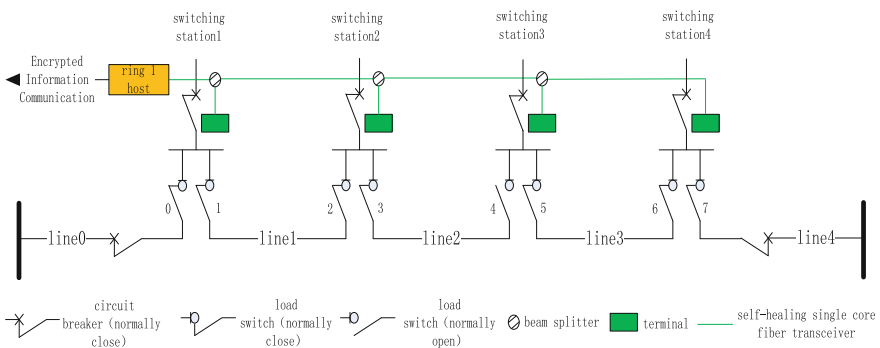 switching
station1
switching
station2
switching
station3
switching
station4
Encrypted
Information
Communication
ring 1
host
0
1
2
3
4
5
6
7
line0
line1
line2
line3
line4
circuit
breaker (normally
close)
load
switch (normally
close)
load
switch (normally
open)
beam splitter
terminal
self-healing single core
fiber transceiver